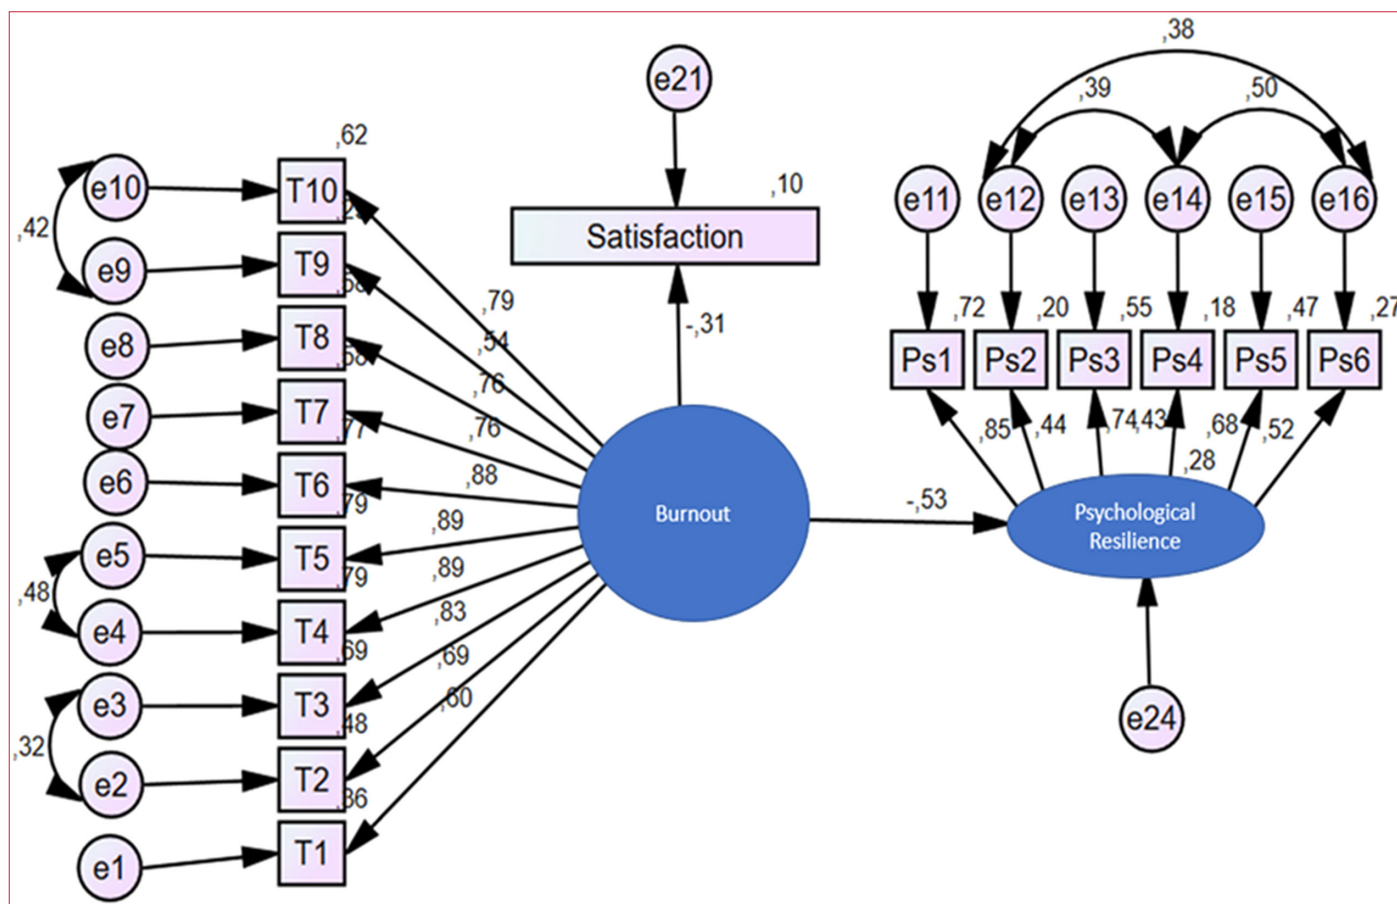 ,38
,39
,50
e21
,62
e10
T10
,42
e9
T9
e8
T8
e7
T7
,77
e6
T6
,79
e5
T5
,79
,48
e4
T4
,69
e3
T3
,48
,32
e2
T2
,36
e1
T1
,10
Satisfaction
-,31
,79
,54
,76
,76
,88
,89
,89
,83
,69
,60
Burnout
-,53
e11
e12
e13
e14
e15
e16
,72
,20
,55
,18
,47
,27
Ps1
Ps2
Ps3
Ps4
Ps5
Ps6
,85
,44
,74
,43
,68
,52
,28
Psychological
Resilience
e24